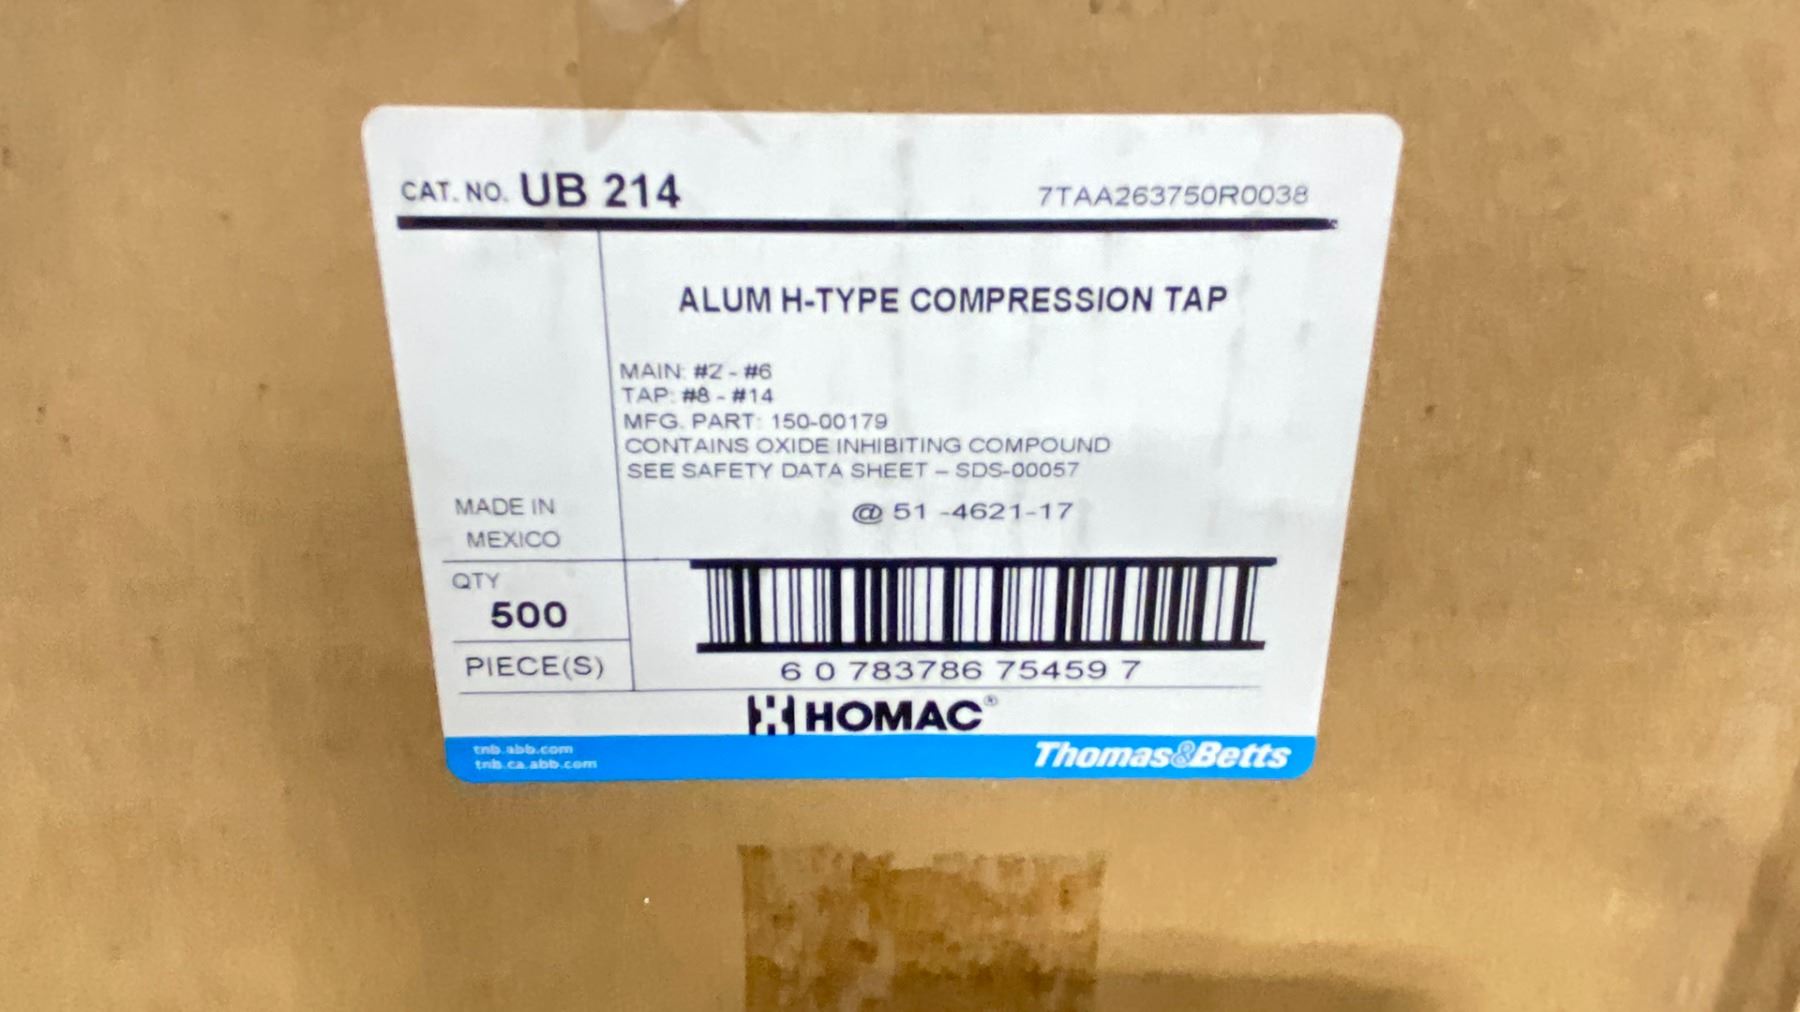 CAT. NO. UB 214 7TAA263750R0038
ALUM H-TYPE COMPRESSION TAP
MAIN: #2 - #6
TAP: #8 - #14
MFG. PART: 150-00179
CONTAINS OXIDE INHIBITING COMPOUND
SEE SAFETY DATA SHEET – SDS-00057
@ 51 -4621-17
MADE IN
MEXICO
QTY
500
PIECE(S)
6 0 783786 75459 7
HOMAC®
tnb.abb.com
tnb.ca.abb.com
Thomas&Betts